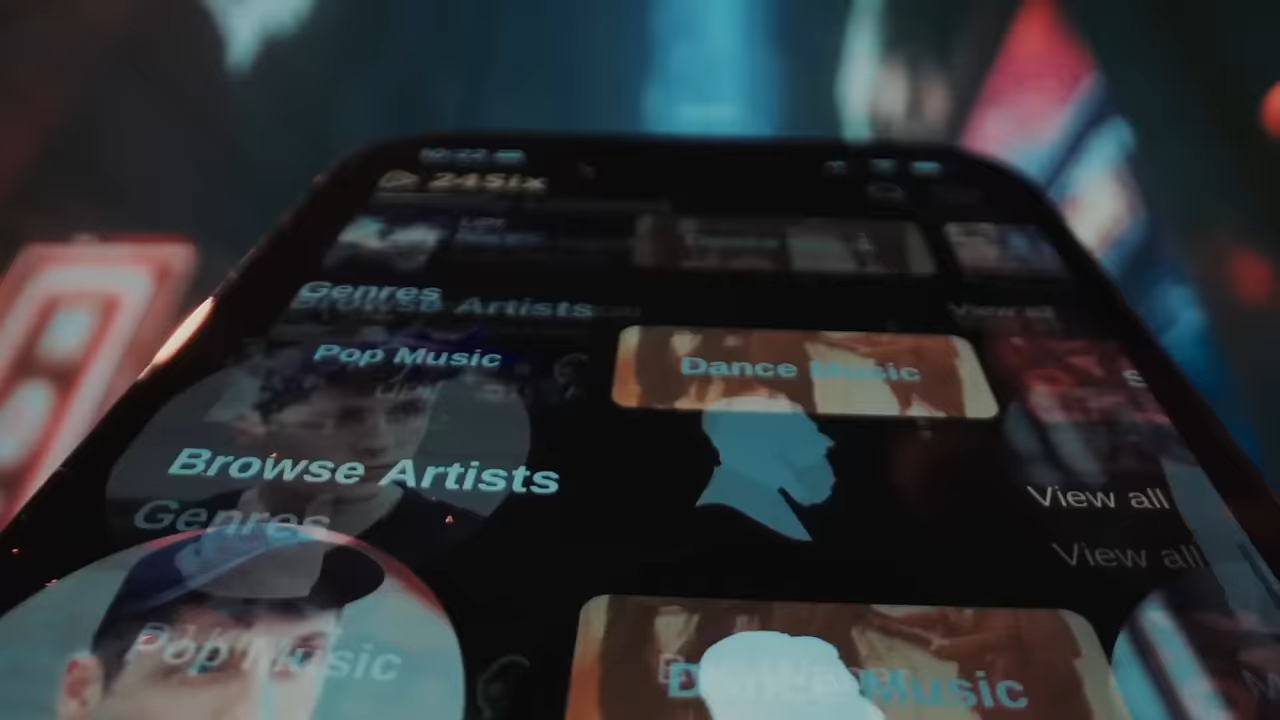 245ix
Genres
Browse Artists
View all
Pop Music
Dance Music
Browse Artists
View all
Genres
View all
Pop Music
Music